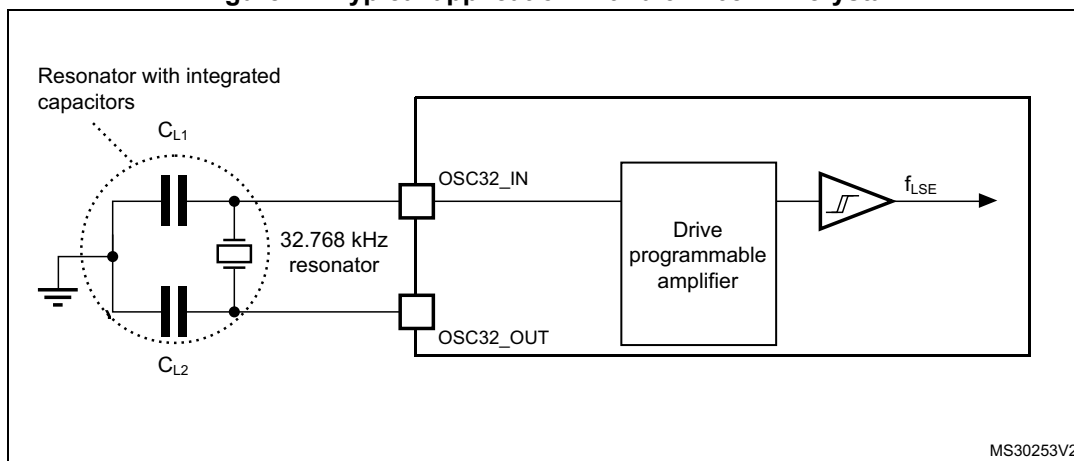 Resonator with integrated
capacitors
CL1
OSC32_IN
fLSE
32.768 kHz
resonator
Drive
programmable
amplifier
OSC32_OUT
CL2
MS30253V2